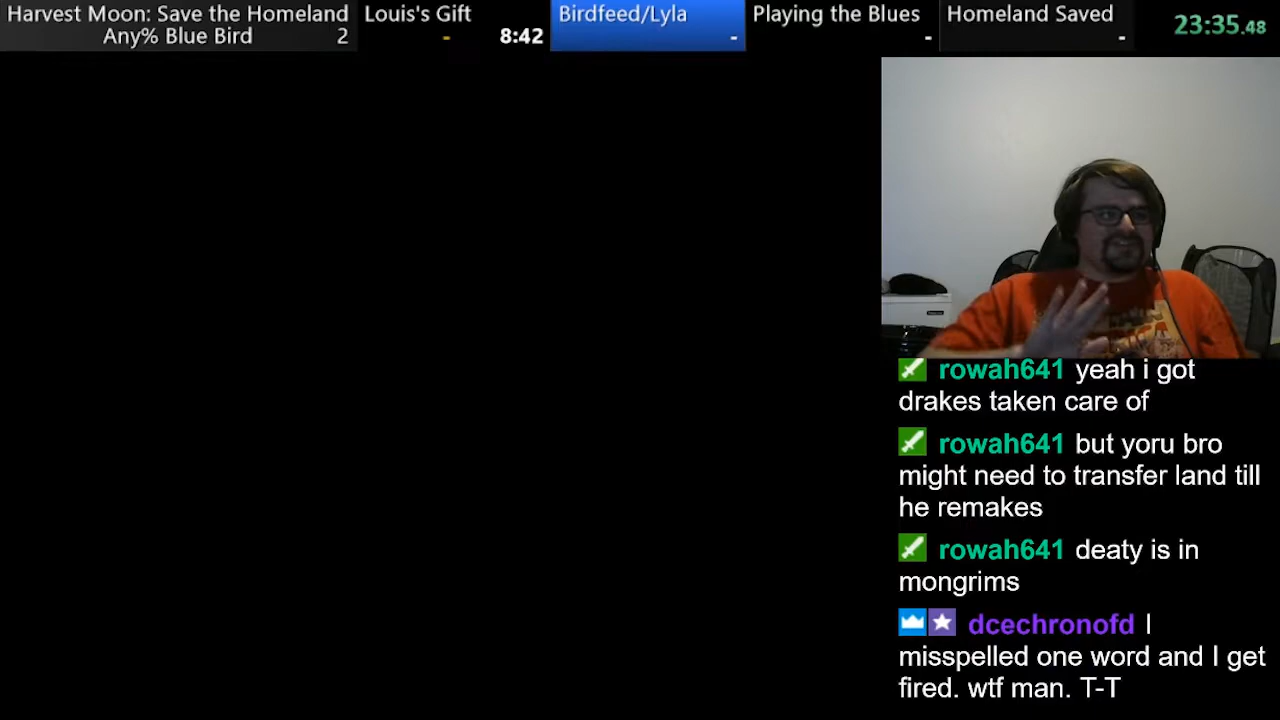 Harvest Moon: Save the Homeland
Any% Blue Bird 2
Louis's Gift
- 8:42
Birdfeed/Lyla
-
Playing the Blues
-
Homeland Saved
-
23:35.48
rowah641 yeah i got
drakes taken care of
rowah641 but yoru bro
might need to transfer land till
he remakes
rowah641 deaty is in
mongrims
dcechronofd I
misspelled one word and I get
fired. wtf man. T-T